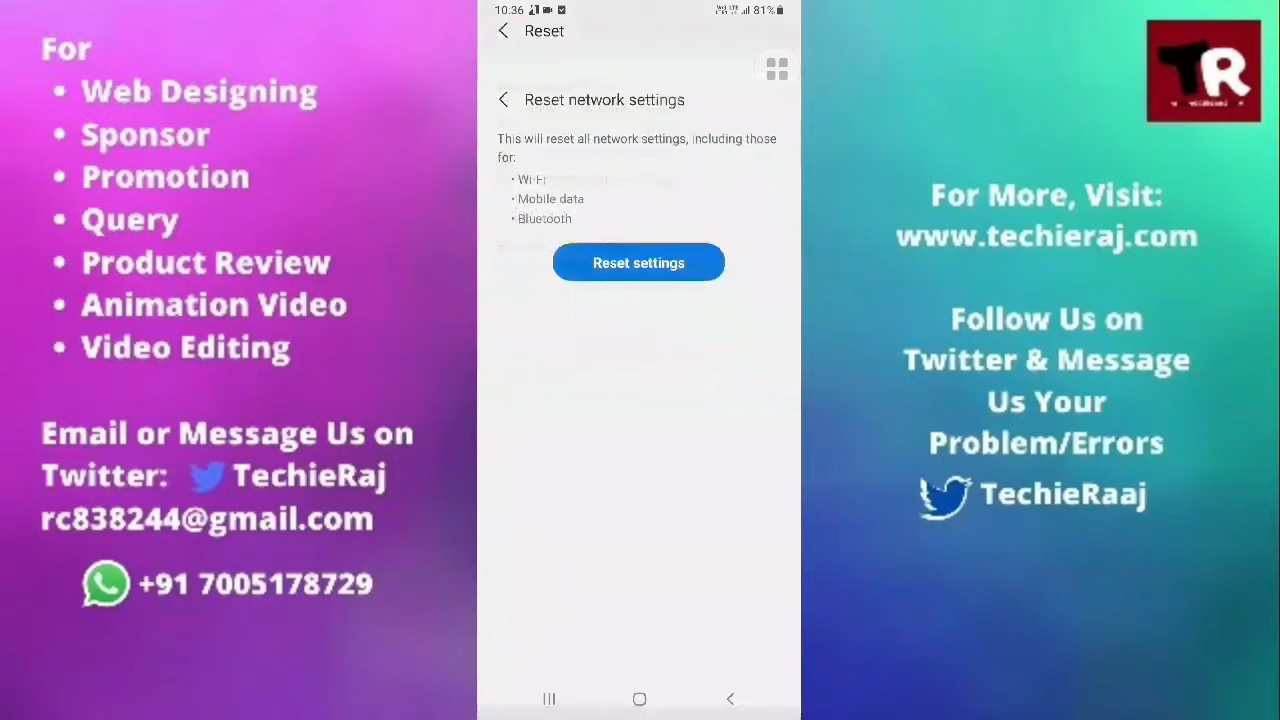 For
• Web Designing
• Sponsor
• Promotion
• Query
• Product Review
• Animation Video
• Video Editing
Email or Message Us on
Twitter: TechieRaj
rc838244@gmail.com
+91 7005178729
10:36
81%
Reset
Reset network settings
This will reset all network settings, including those
for:
• Wi-Fi
• Mobile data
• Bluetooth
Reset settings
TR
For More, Visit:
www.techieraj.com
Follow Us on
Twitter & Message
Us Your
Problem/Errors
TechieRaaj